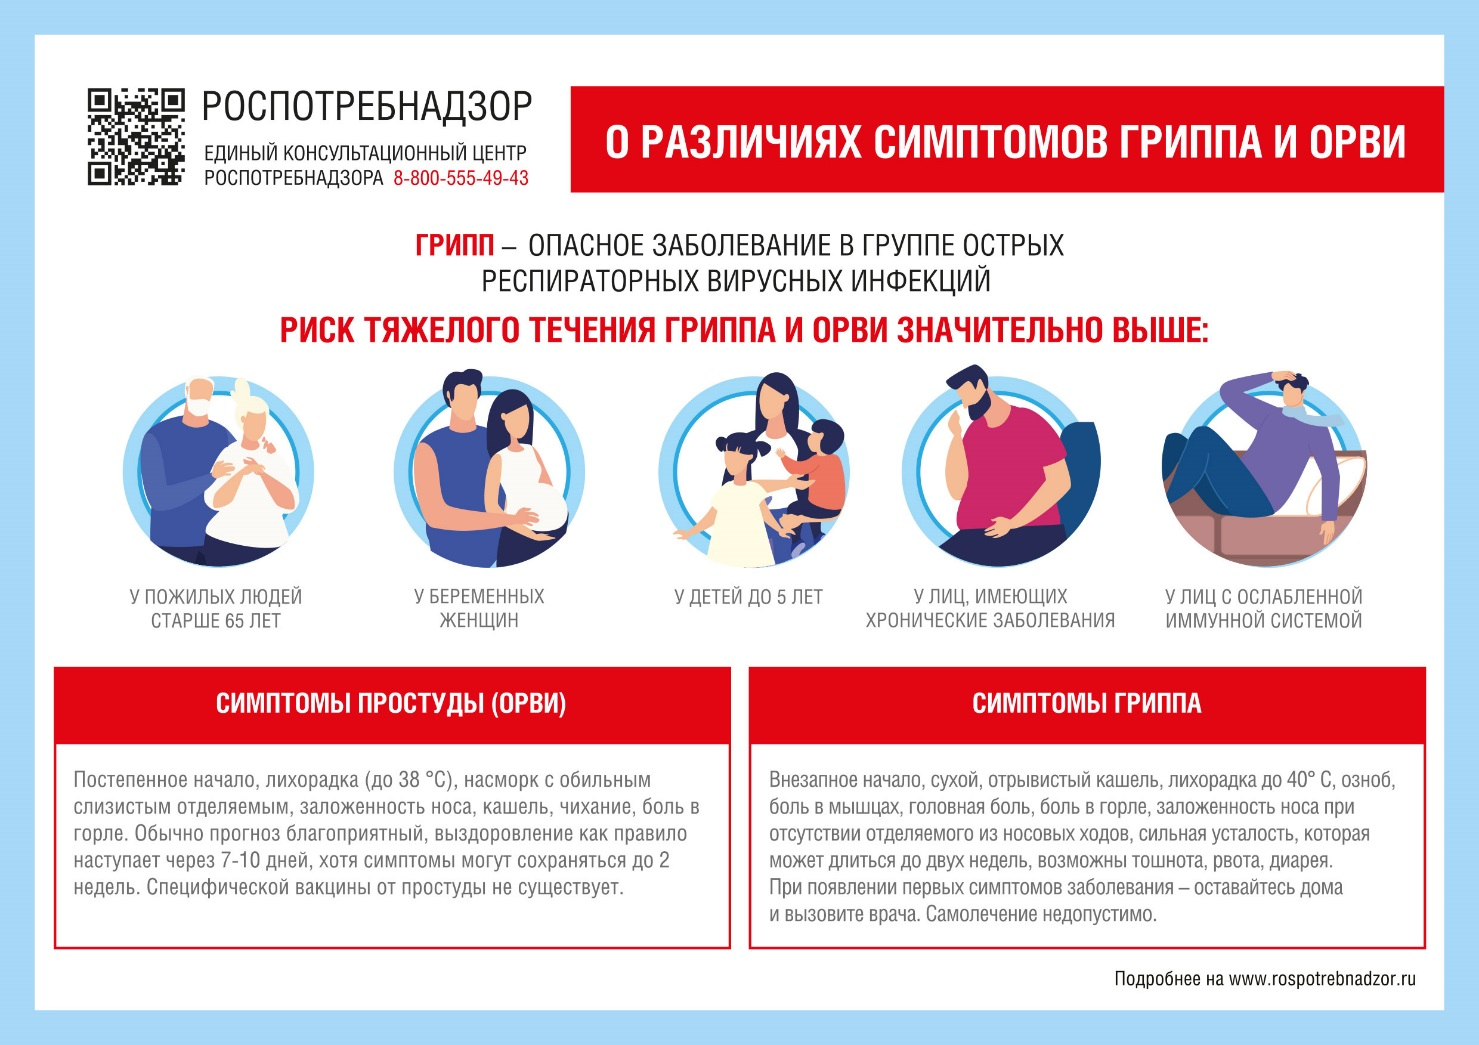 РОСПОТРЕБНАДЗОР
ЕДИНЫЙ КОНСУЛЬТАЦИОННЫЙ ЦЕНТР
РОСПОТРЕБНАДЗОРА 8-800-555-49-43
О РАЗЛИЧИЯХ СИМПТОМОВ ГРИППА И ОРВИ
ГРИПП – ОПАСНОЕ ЗАБОЛЕВАНИЕ В ГРУППЕ ОСТРЫХ
РЕСПИРАТОРНЫХ ВИРУСНЫХ ИНФЕКЦИЙ
РИСК ТЯЖЕЛОГО ТЕЧЕНИЯ ГРИППА И ОРВИ ЗНАЧИТЕЛЬНО ВЫШЕ:
У ПОЖИЛЫХ ЛЮДЕЙ
СТАРШЕ 65 ЛЕТ
У БЕРЕМЕННЫХ
ЖЕНЩИН
У ДЕТЕЙ ДО 5 ЛЕТ
У ЛИЦ, ИМЕЮЩИХ
ХРОНИЧЕСКИЕ ЗАБОЛЕВАНИЯ
У ЛИЦ С ОСЛАБЛЕННОЙ
ИММУННОЙ СИСТЕМОЙ
СИМПТОМЫ ПРОСТУДЫ (ОРВИ)
Постепенное начало, лихорадка (до 38 °С), насморк с обильным
слизистым отделяемым, заложенность носа, кашель, чихание, боль в
горле. Обычно прогноз благоприятный, выздоровление как правило
наступает через 7-10 дней, хотя симптомы могут сохраняться до 2
недель. Специфической вакцины от простуды не существует.
СИМПТОМЫ ГРИППА
Внезапное начало, сухой, отрывистый кашель, лихорадка до 40° С, озноб,
боль в мышцах, головная боль, боль в горле, заложенность носа при
отсутствии отделяемого из носовых ходов, сильная усталость, которая
может длиться до двух недель, возможны тошнота, рвота, диарея.
При появлении первых симптомов заболевания – оставайтесь дома
и вызовите врача. Самолечение недопустимо.
Подробнее на www.rospotrebnadzor.ru